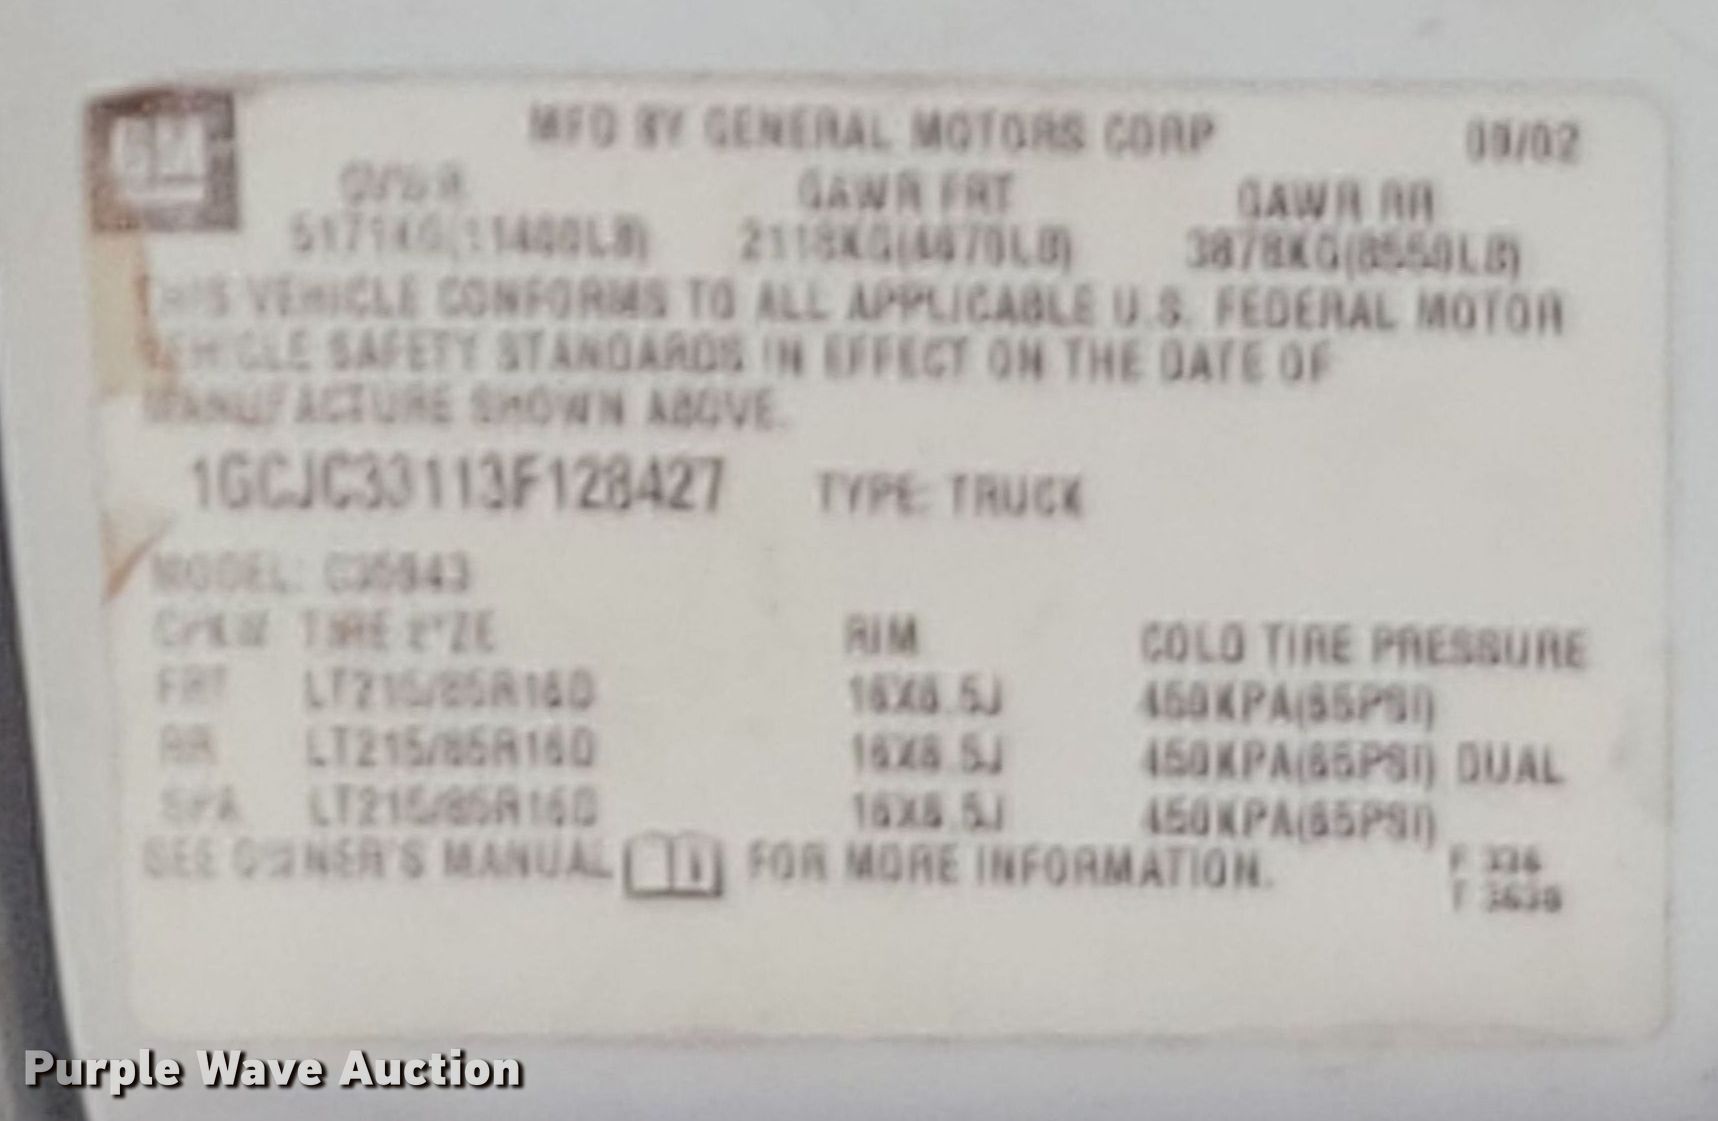 GM
MFD BY GENERAL MOTORS CORP 09/02
GVWR GAWR FRT GAWR RR
5171KG(11400LB) 2118KG(4670LB) 3878KG(8550LB)
THIS VEHICLE CONFORMS TO ALL APPLICABLE U.S. FEDERAL MOTOR
VEHICLE SAFETY STANDARDS IN EFFECT ON THE DATE OF
MANUFACTURE SHOWN ABOVE.
1GCJC33113F128427 TYPE: TRUCK
MODEL:
TIRE SIZE RIM COLD TIRE PRESSURE
FRT LT215/85R16D 16X6.5J 450KPA(65PSI)
RR LT215/85R16D 16X6.5J 450KPA(65PSI) DUAL
SPA LT215/85R16D 16X6.5J 450KPA(65PSI)
SEE OWNER'S MANUAL FOR MORE INFORMATION.
Purple Wave Auction